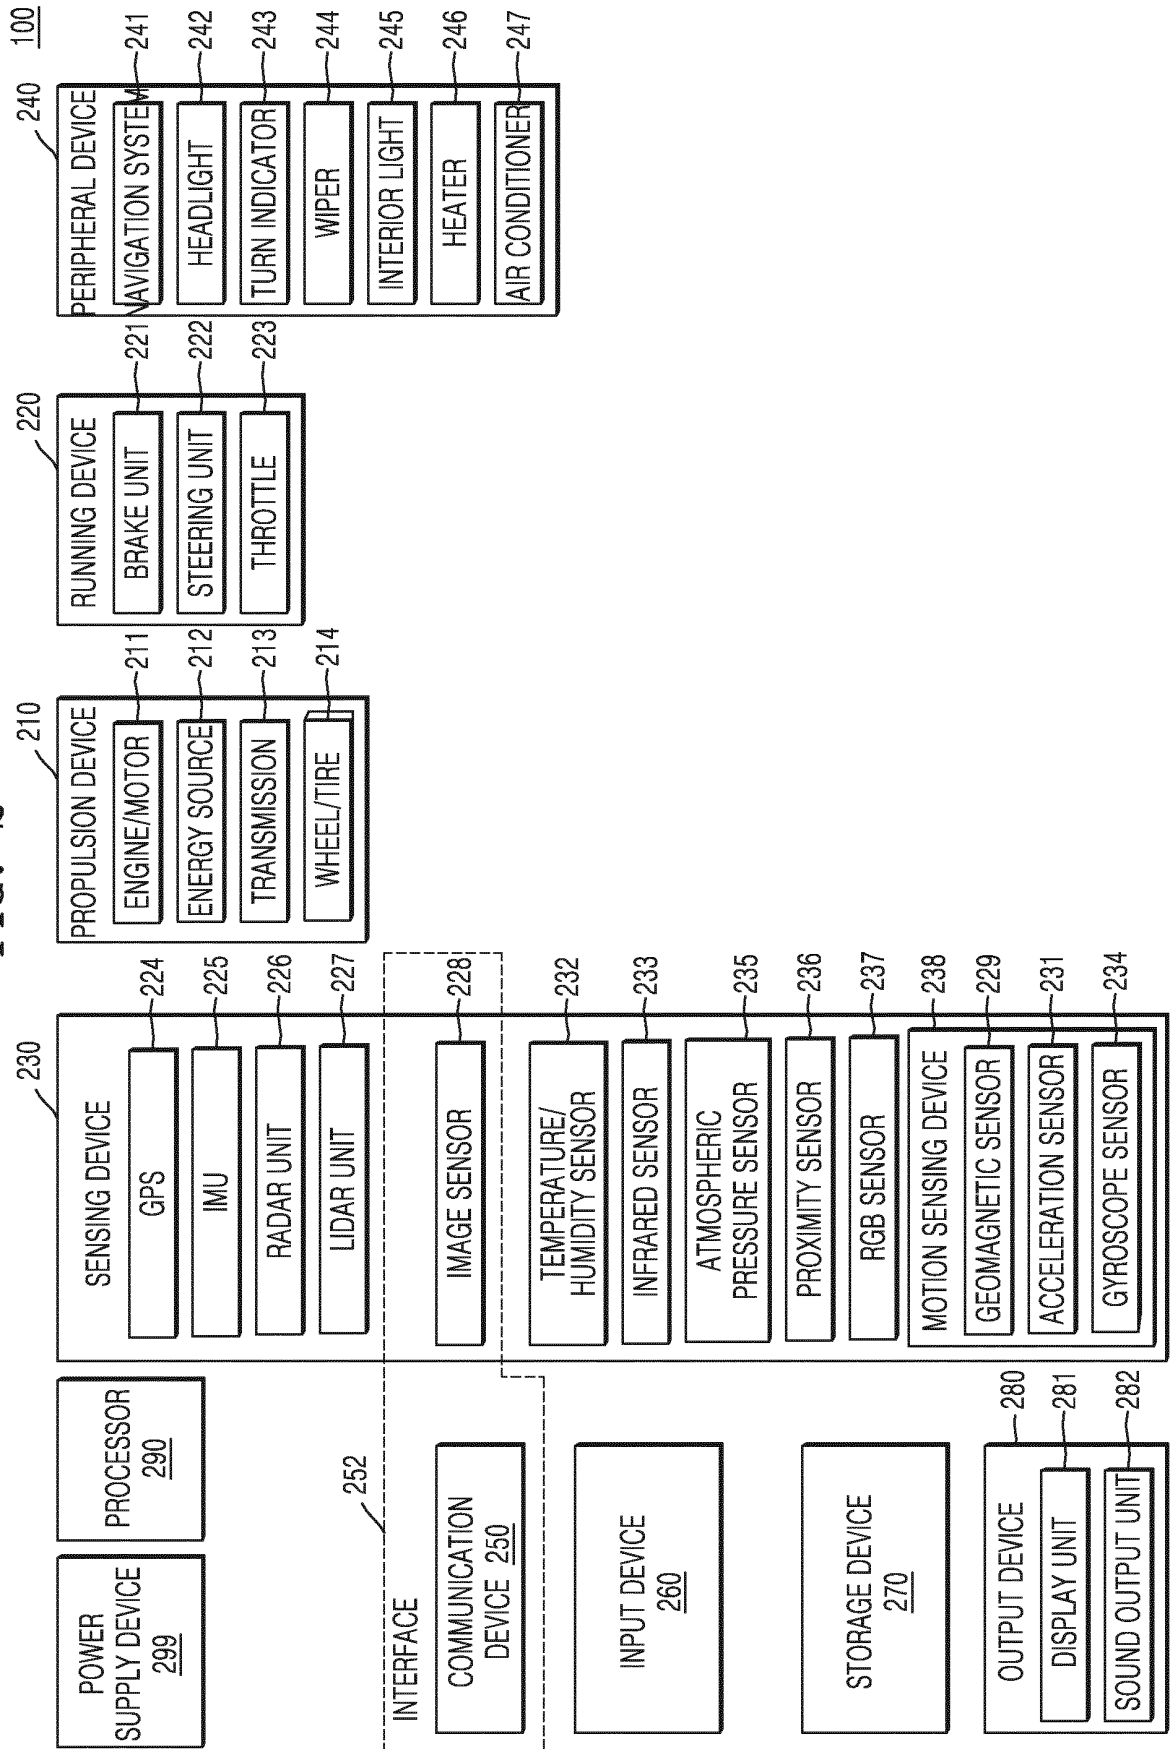 100
POWER
SUPPLY DEVICE
299
PROCESSOR
290
230
SENSING DEVICE
GPS
224
IMU
225
RADAR UNIT
226
LIDAR UNIT
227
IMAGE SENSOR
228
TEMPERATURE/
HUMIDITY SENSOR
232
INFRARED SENSOR
233
ATMOSPHERIC
PRESSURE SENSOR
235
PROXIMITY SENSOR
236
RGB SENSOR
237
MOTION SENSING DEVICE
238
GEOMAGNETIC SENSOR
229
ACCELERATION SENSOR
231
GYROSCOPE SENSOR
234
210
PROPULSION DEVICE
ENGINE/MOTOR
211
ENERGY SOURCE
212
TRANSMISSION
213
WHEEL/TIRE
214
220
RUNNING DEVICE
BRAKE UNIT
221
STEERING UNIT
222
THROTTLE
223
240
PERIPHERAL DEVICE
NAVIGATION SYSTEM
241
HEADLIGHT
242
TURN INDICATOR
243
WIPER
244
INTERIOR LIGHT
245
HEATER
246
AIR CONDITIONER
247
252
INTERFACE
COMMUNICATION
DEVICE 250
INPUT DEVICE
260
STORAGE DEVICE
270
OUTPUT DEVICE
280
DISPLAY UNIT
281
SOUND OUTPUT UNIT
282